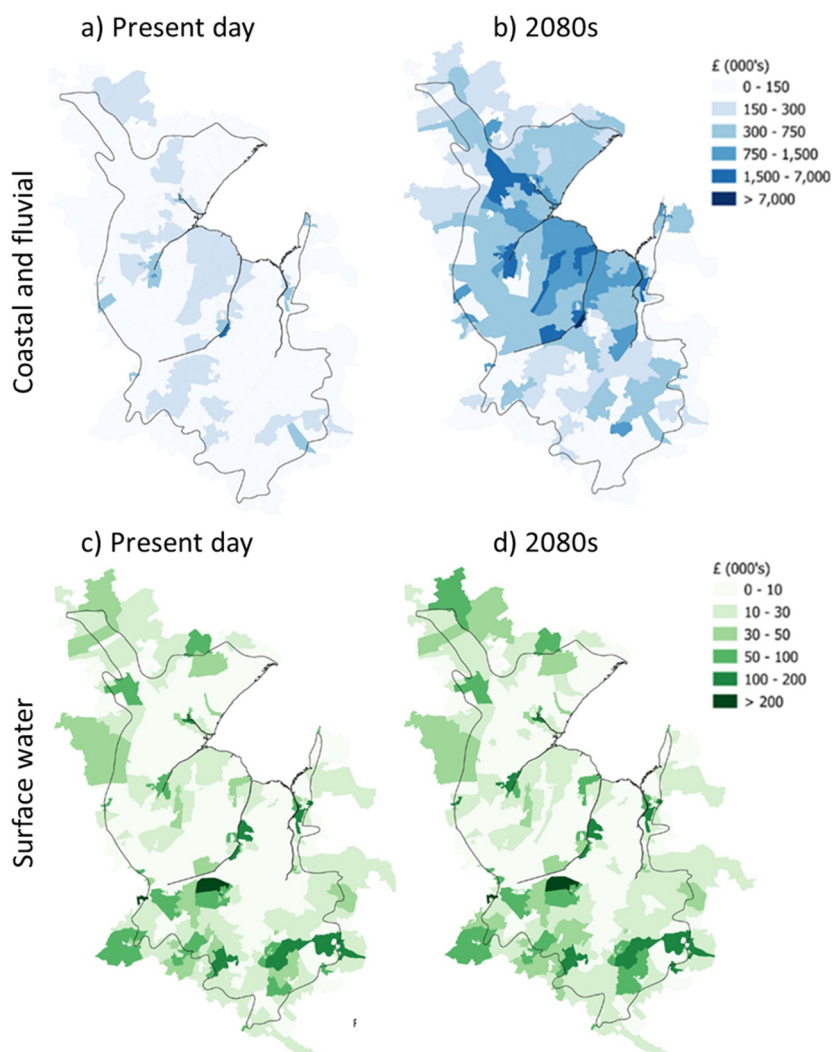 a) Present day
b) 2080s
£ (000's)
0 - 150
150 - 300
300 - 750
750 - 1,500
1,500 - 7,000
> 7,000
Coastal and fluvial
c) Present day
d) 2080s
£ (000's)
0 - 10
10 - 30
30 - 50
50 - 100
100 - 200
> 200
Surface water
F